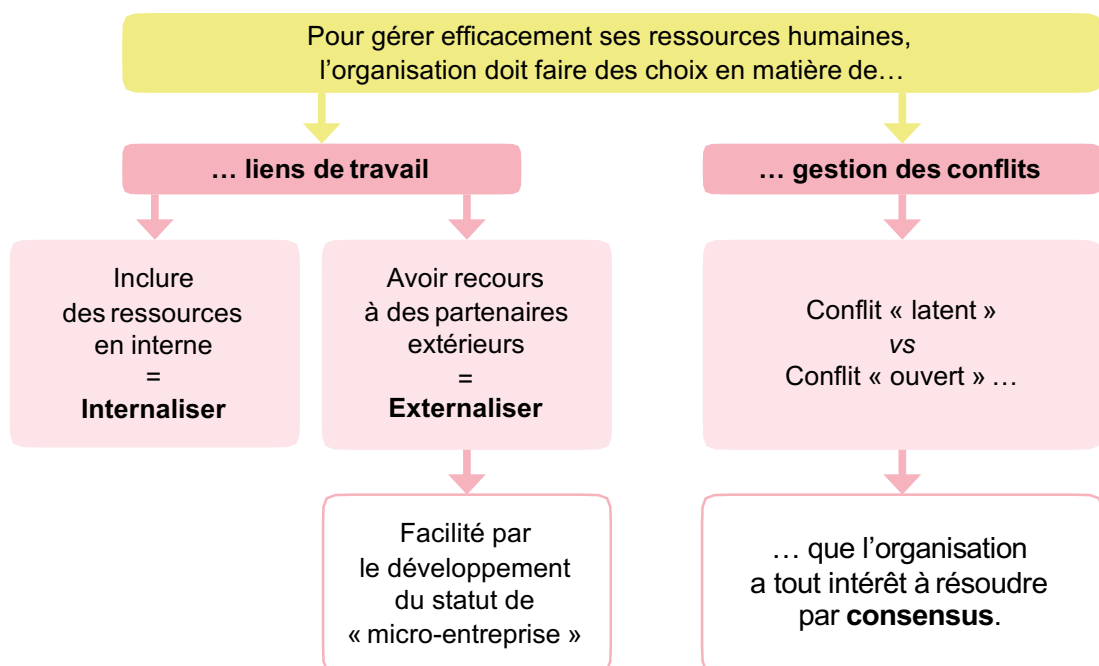 Pour gérer efficacement ses ressources humaines,
l'organisation doit faire des choix en matière de…
… liens de travail
… gestion des conflits
Inclure
des ressources
en interne
=
Internaliser
Avoir recours
à des partenaires
extérieurs
=
Externaliser
Conflit « latent »
vs
Conflit « ouvert » …
Facilité par
le développement
du statut de
« micro-entreprise »
… que l'organisation
a tout intérêt à résoudre
par consensus.